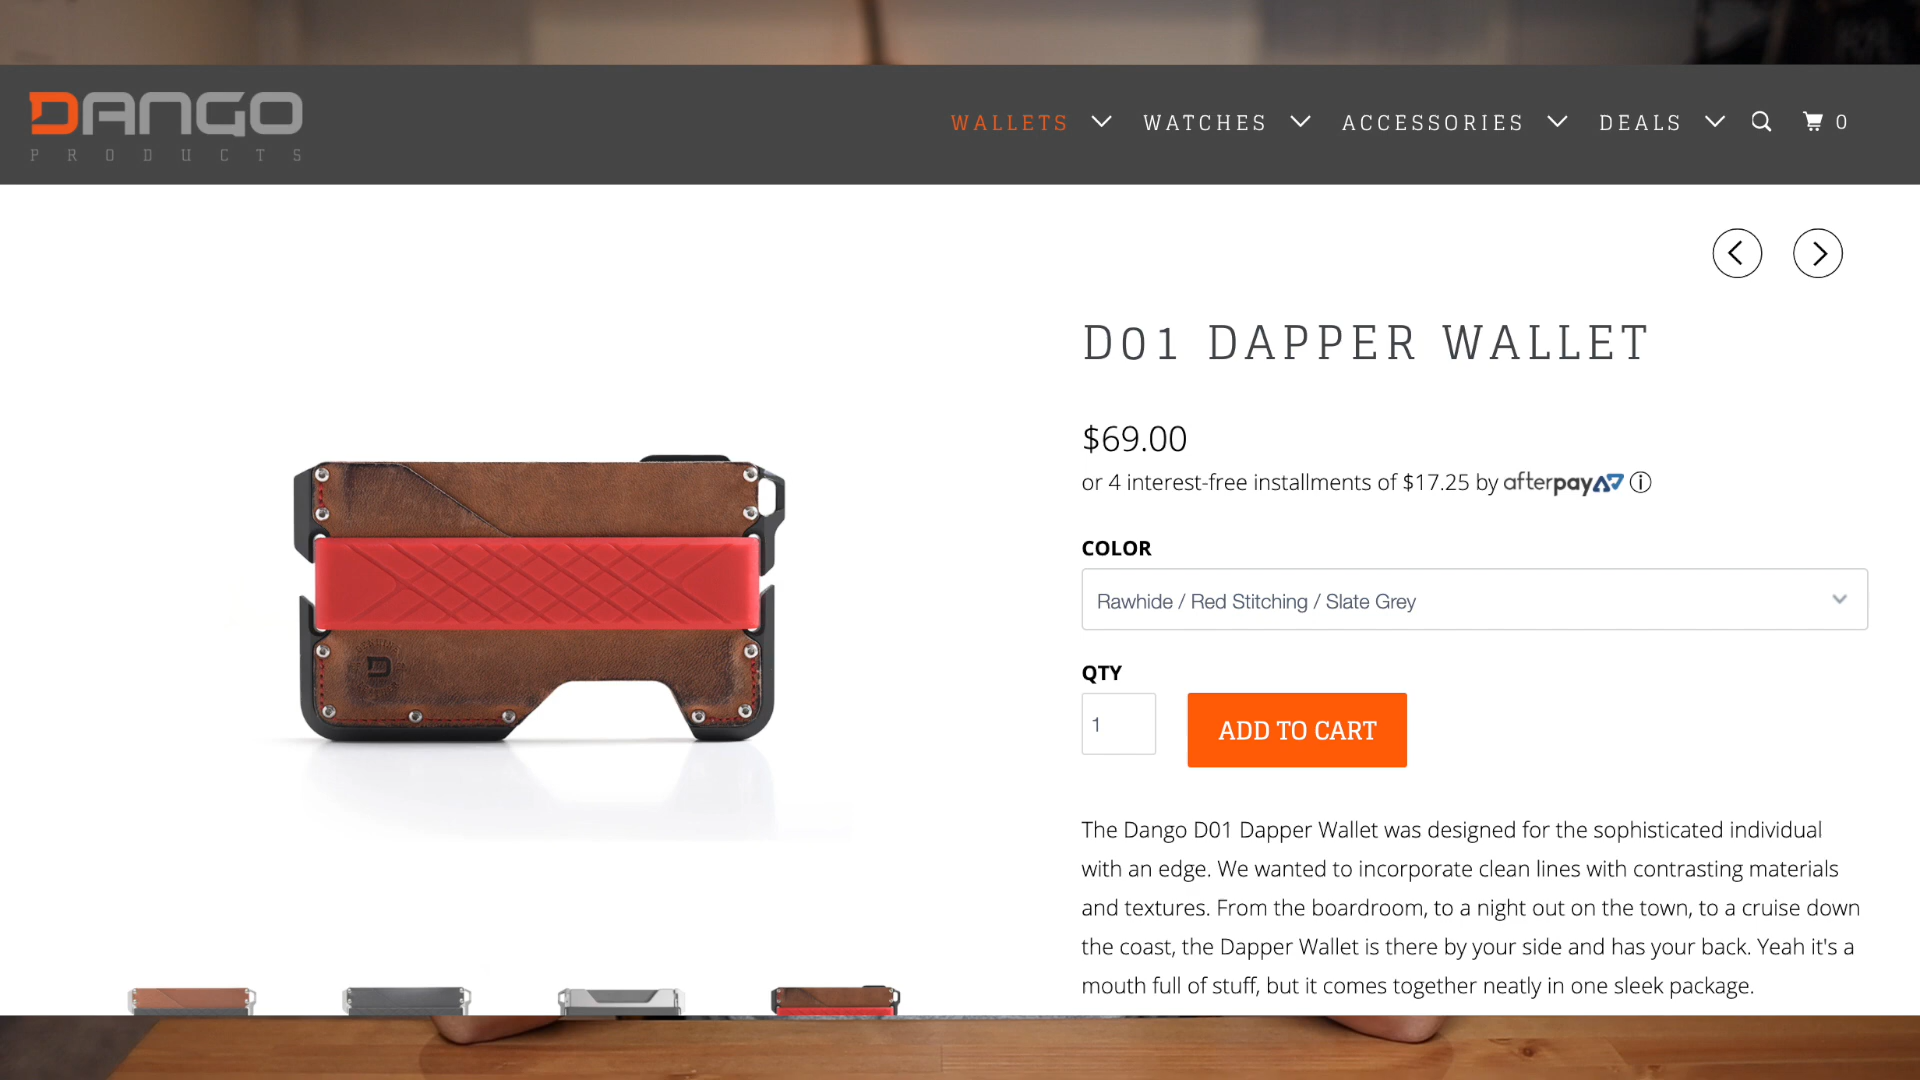 DANGO
PRODUCTS
WALLETS WATCHES ACCESSORIES DEALS 0
D01 DAPPER WALLET
$69.00
or 4 interest-free installments of $17.25 by afterpay
COLOR
Rawhide / Red Stitching / Slate Grey
QTY
1
ADD TO CART
The Dango D01 Dapper Wallet was designed for the sophisticated individual
with an edge. We wanted to incorporate clean lines with contrasting materials
and textures. From the boardroom, to a night out on the town, to a cruise down
the coast, the Dapper Wallet is there by your side and has your back. Yeah it's a
mouth full of stuff, but it comes together neatly in one sleek package.